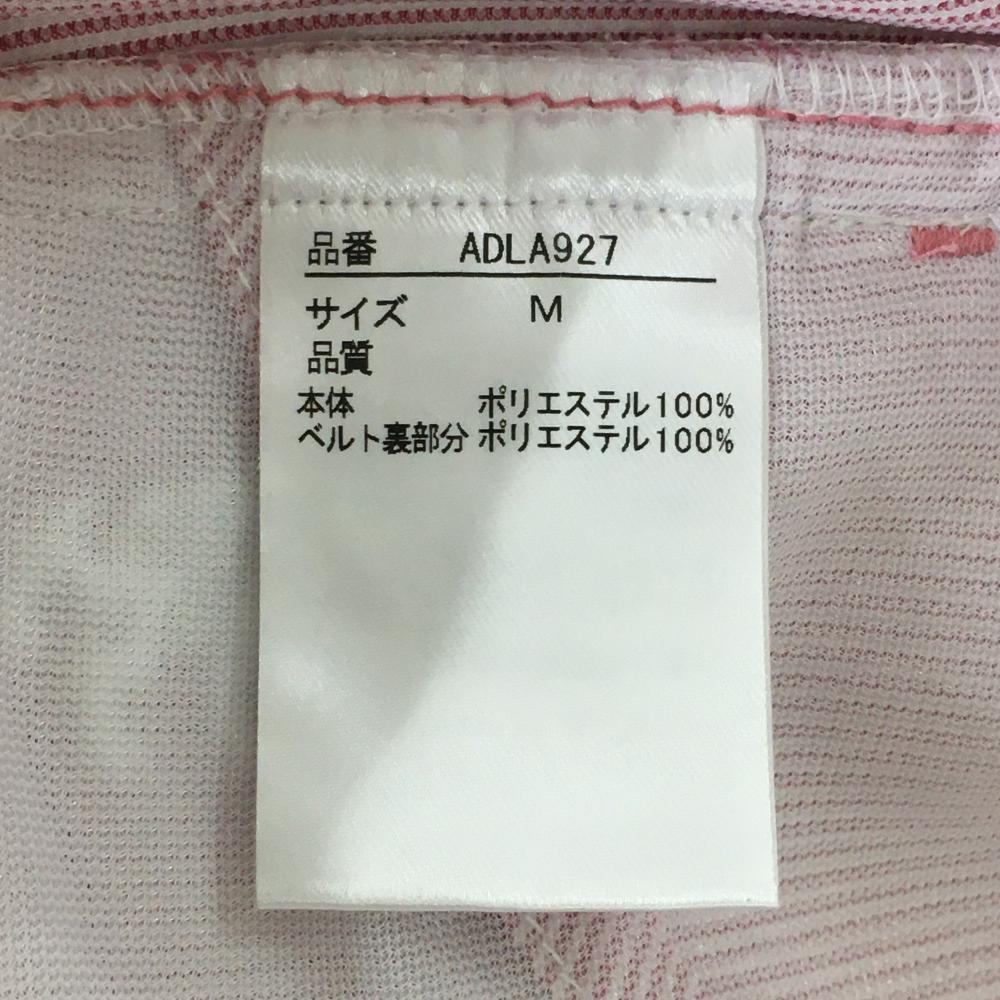 品番 ADLA927
サイズ M
品質
本体 ポリエステル100%
ベルト裏部分 ポリエステル100%